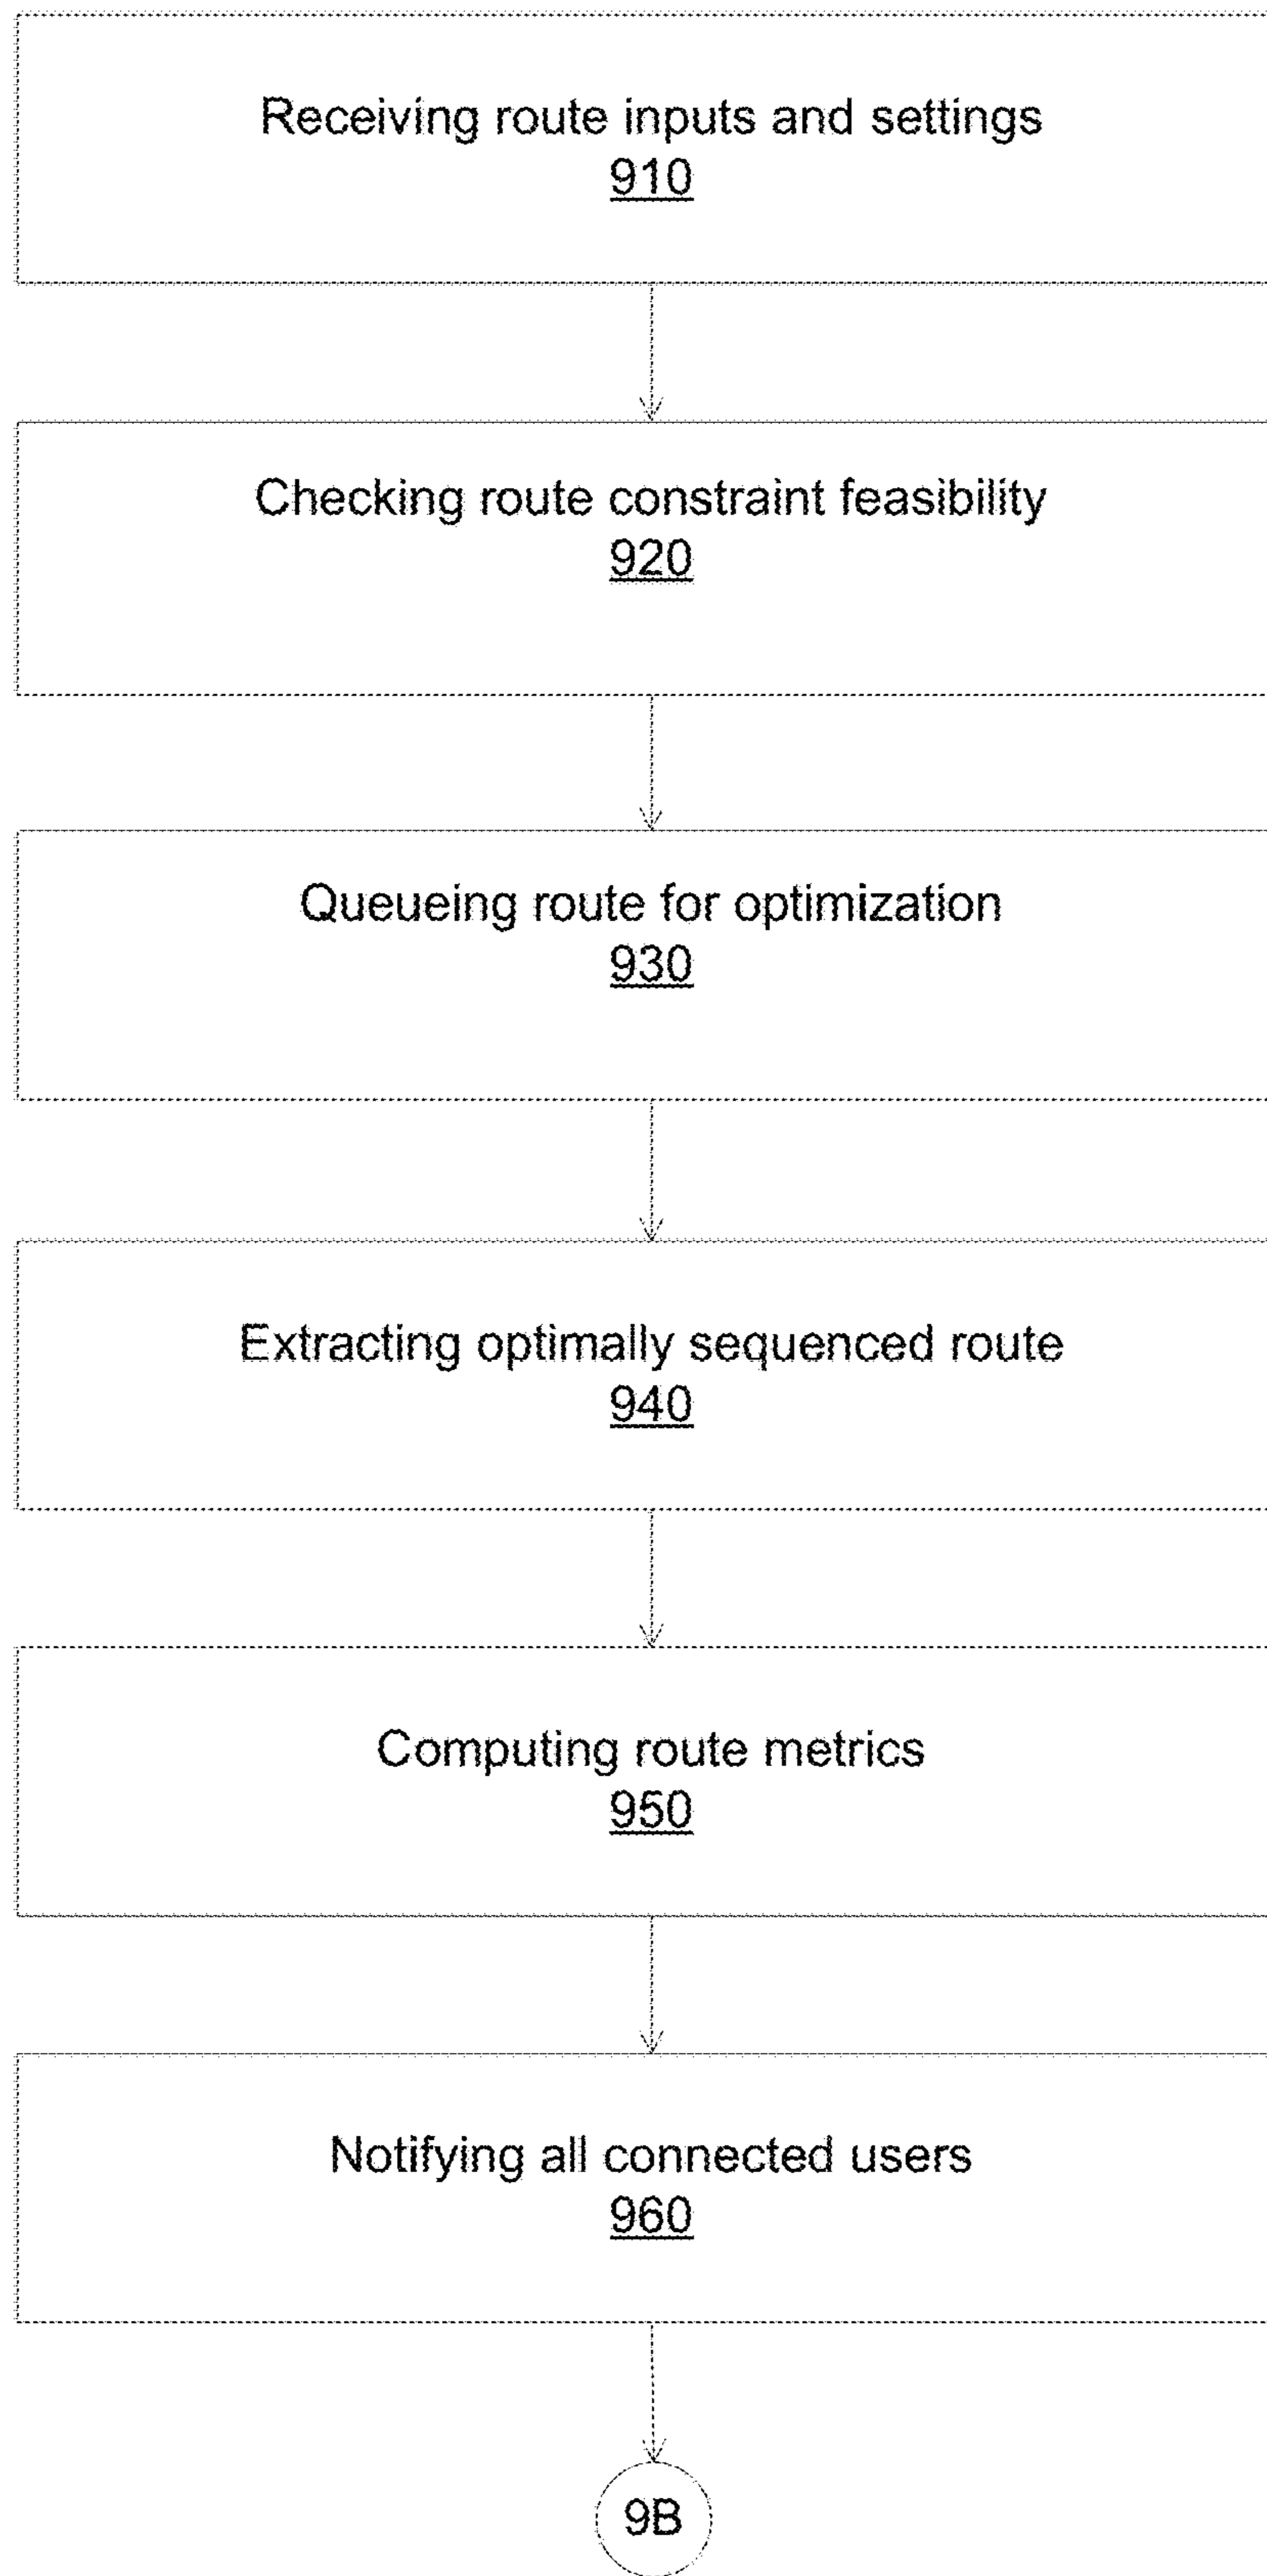 Receiving route inputs and settings
910
Checking route constraint feasibility
920
Queueing route for optimization
930
Extracting optimally sequenced route
940
Computing route metrics
950
Notifying all connected users
960
9B